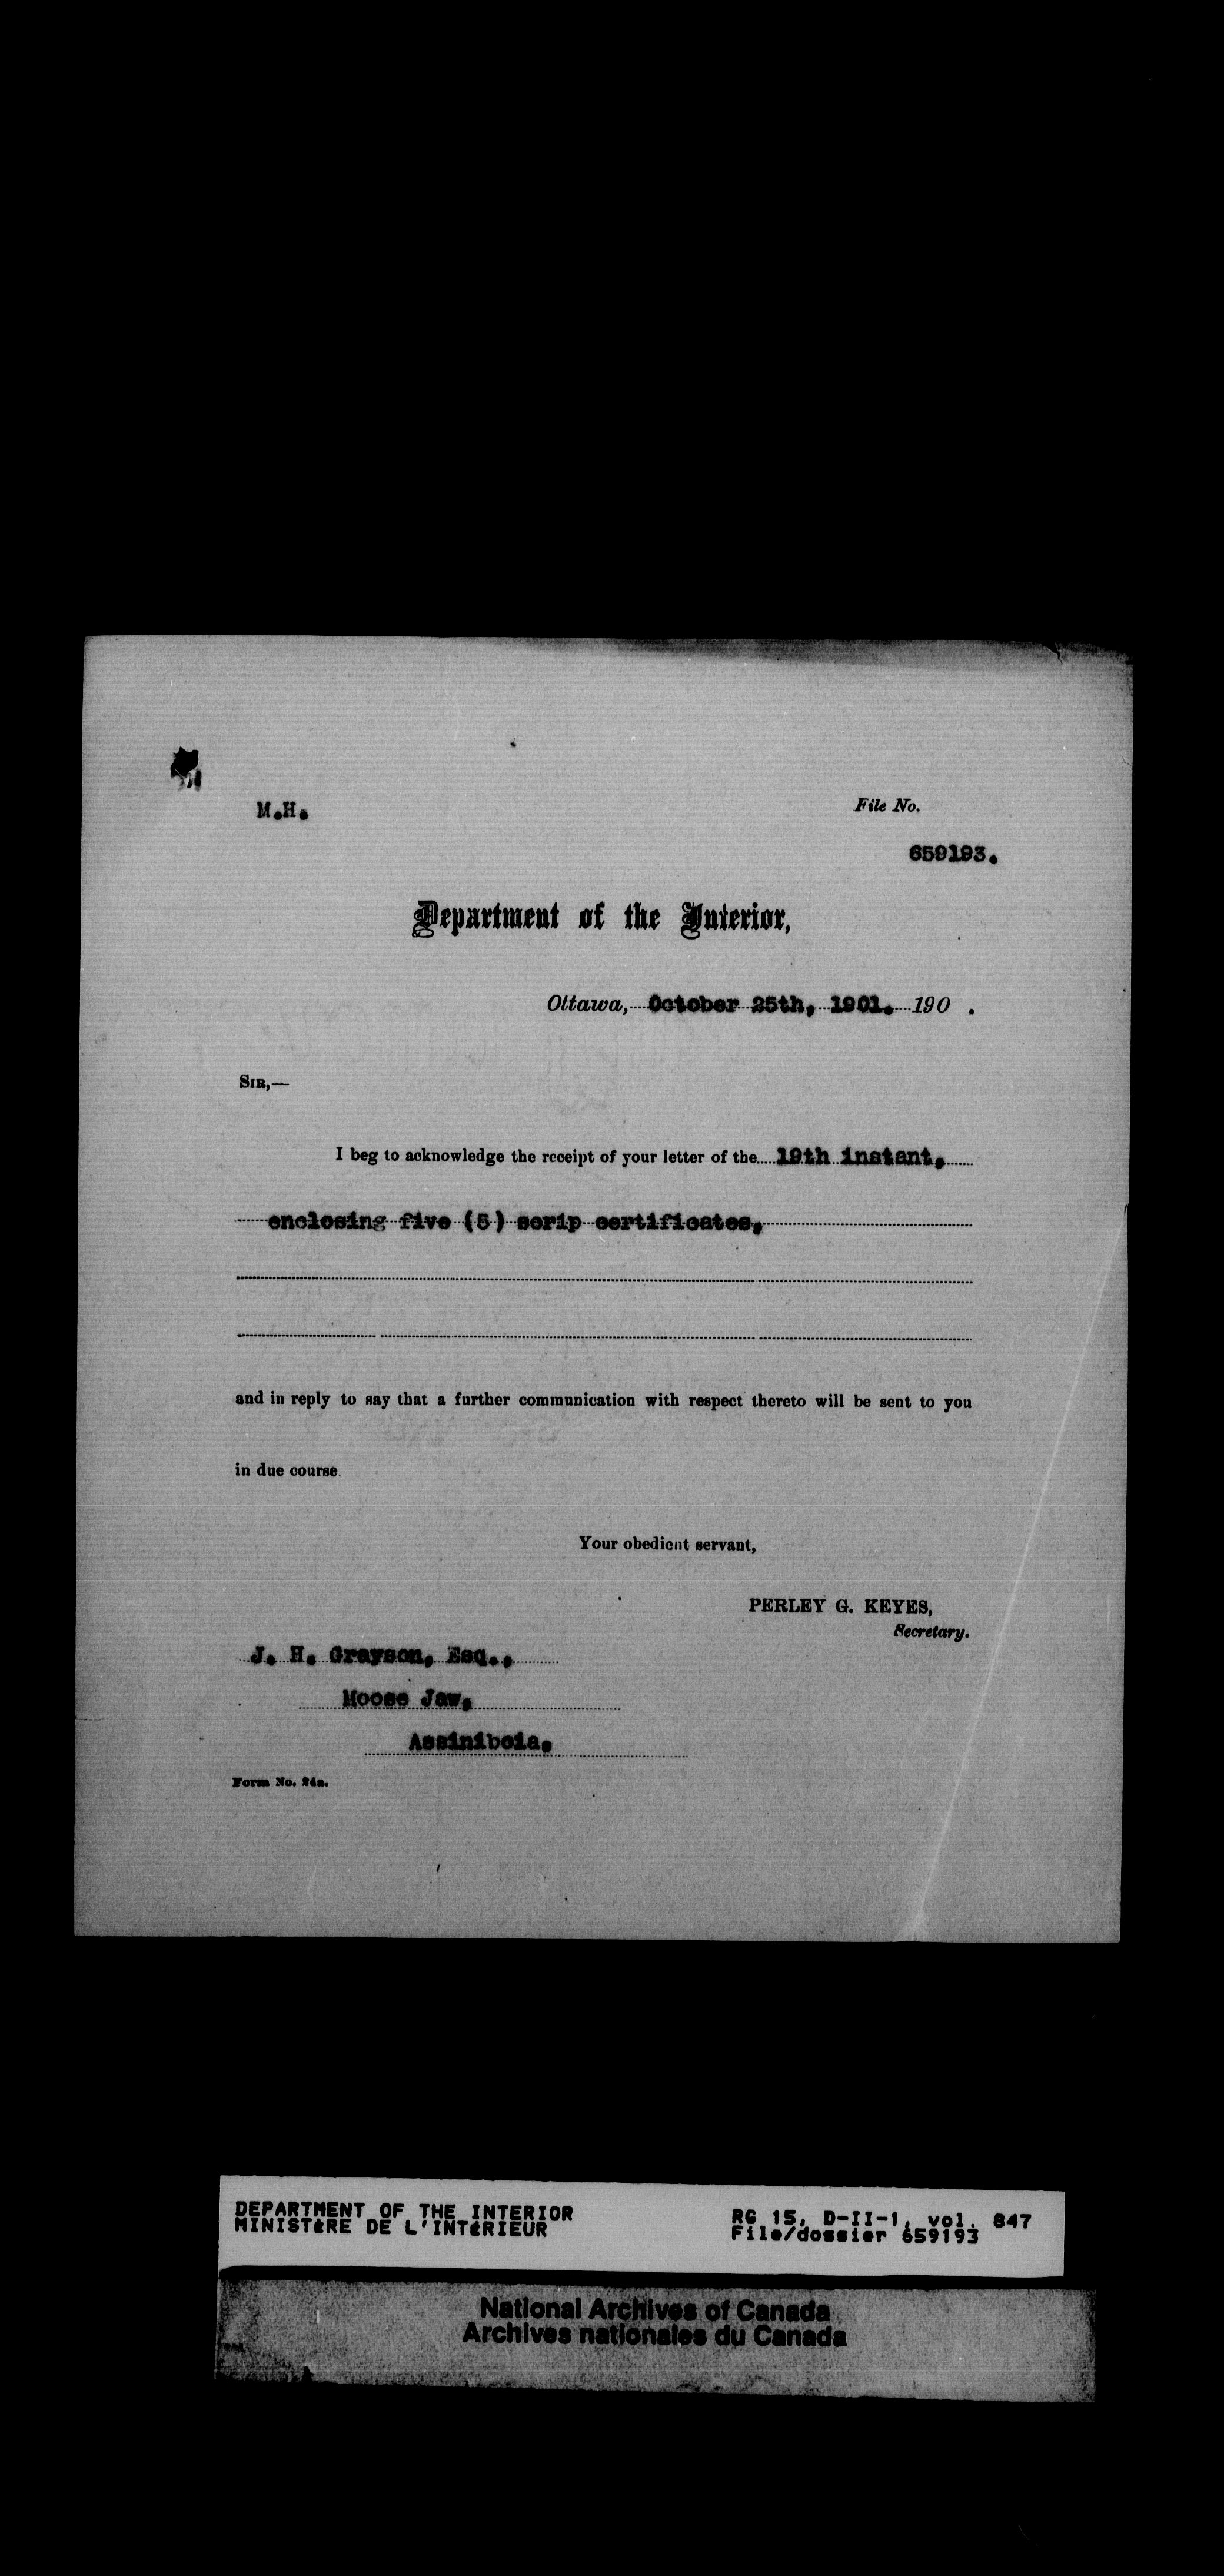 M.H.
File No.
659193.
Department of the Interior,
Ottawa, October 25th, 1901. 190 .
SIR,—
I beg to acknowledge the receipt of your letter of the 19th instant,
enclosing five (5) scrip certificates,
and in reply to say that a further communication with respect thereto will be sent to you
in due course.
Your obedient servant,
PERLEY G. KEYES,
Secretary.
J. H. Grayson, Esq.,
Moose Jaw,
Assiniboia,
Form No. 24a.
DEPARTMENT OF THE INTERIOR
MINISTÈRE DE L'INTÉRIEUR
RG 15, D-II-1, vol. 847
File/dossier 659193
National Archives of Canada
Archives nationales du Canada